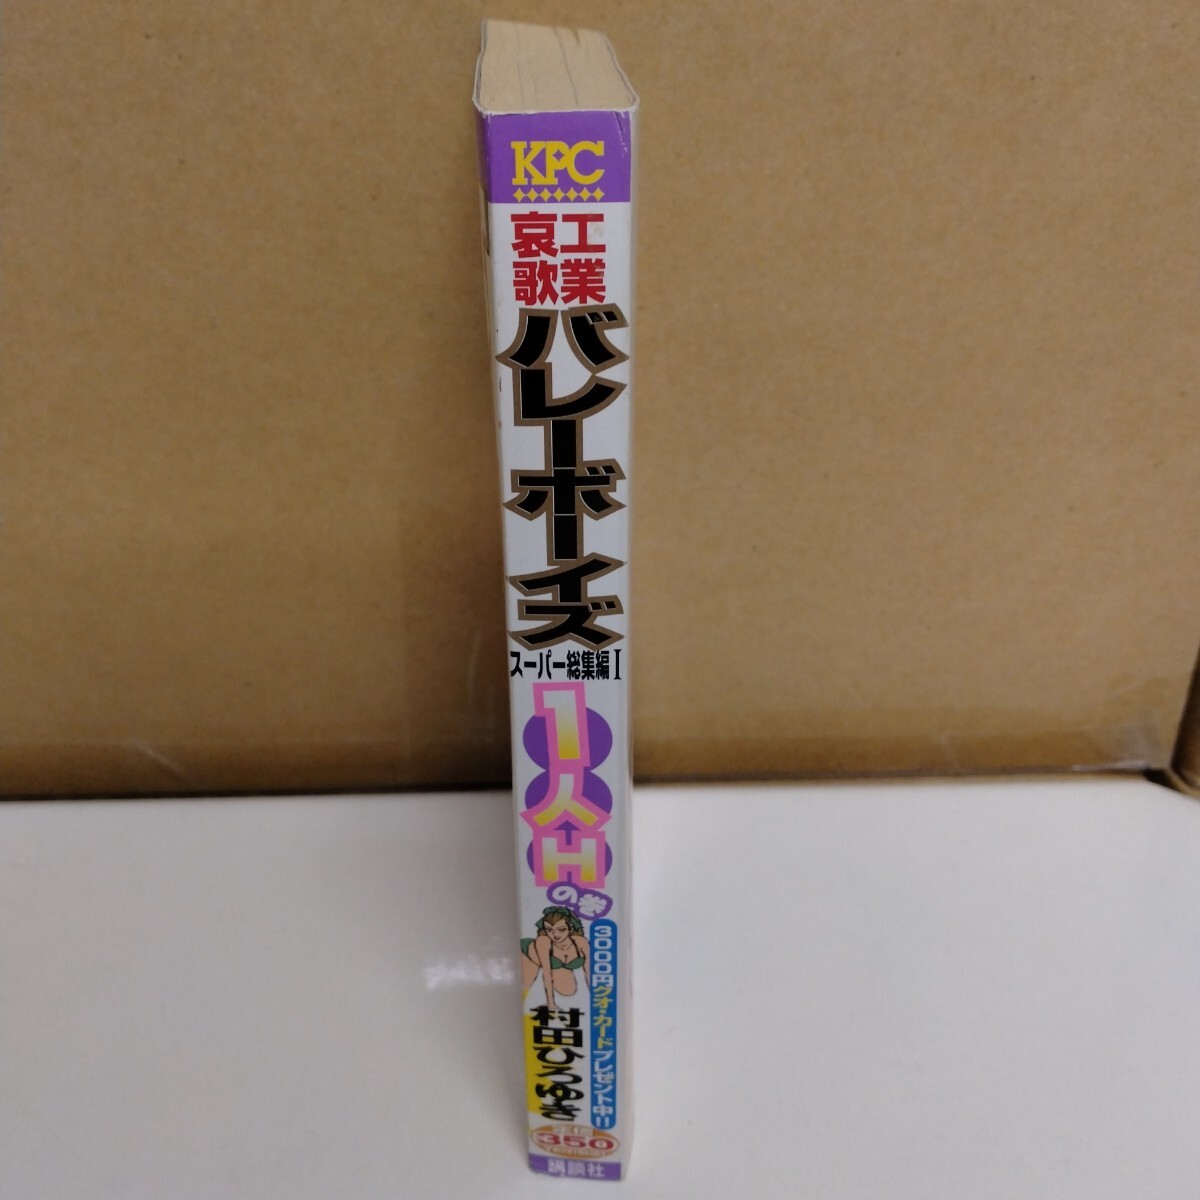 KPC
工業
哀歌
バレーボーイズ
スーパー総集編I
1人H
の巻
3000円クオ・カードプレゼント中!!
村田ひろゆき
定価
350
講談社